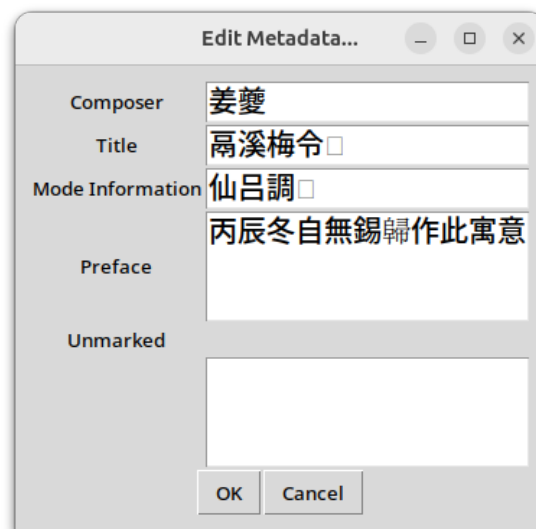 Edit Metadata...
Composer 姜夔
Title 鬲溪梅令□
Mode Information 仙呂調□
Preface 丙辰冬自無錫歸作此寓意
Unmarked
OK Cancel